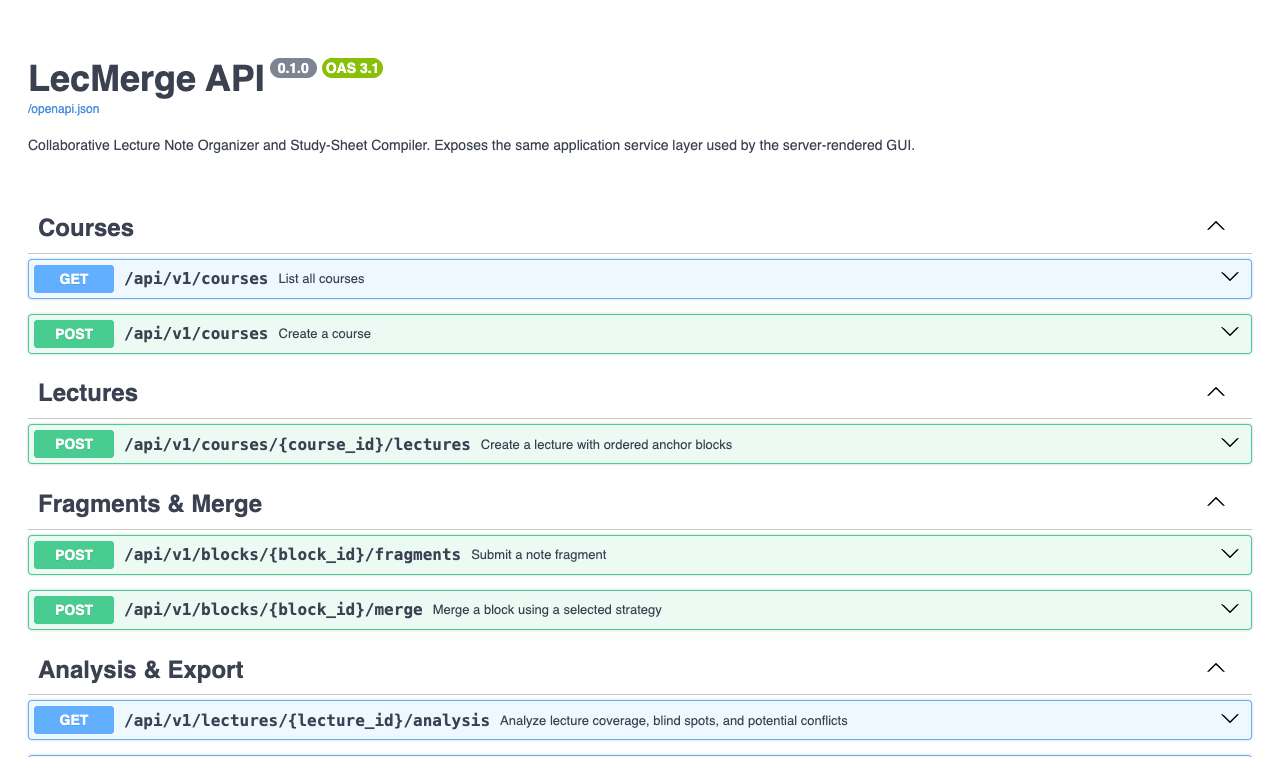 LecMerge API 0.1.0 OAS 3.1
/openapi.json
Collaborative Lecture Note Organizer and Study-Sheet Compiler. Exposes the same application service layer used by the server-rendered GUI.
Courses
GET /api/v1/courses List all courses
POST /api/v1/courses Create a course
Lectures
POST /api/v1/courses/{course_id}/lectures Create a lecture with ordered anchor blocks
Fragments & Merge
POST /api/v1/blocks/{block_id}/fragments Submit a note fragment
POST /api/v1/blocks/{block_id}/merge Merge a block using a selected strategy
Analysis & Export
GET /api/v1/lectures/{lecture_id}/analysis Analyze lecture coverage, blind spots, and potential conflicts